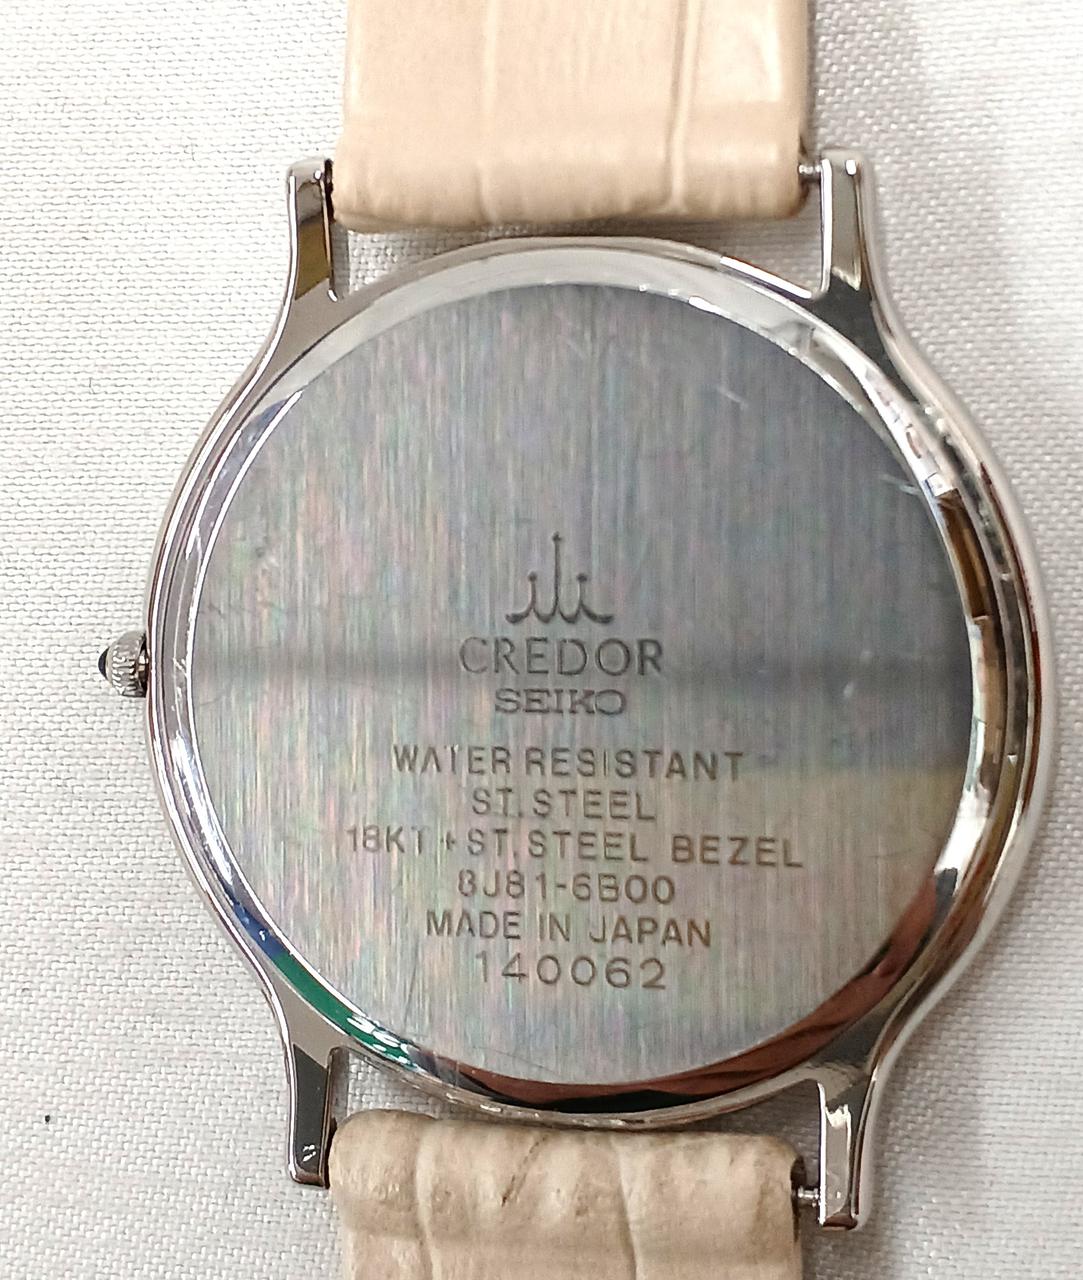 CREDOR
SEIKO
WATER RESISTANT
ST.STEEL
18KT + ST.STEEL BEZEL
8J81-6B00
MADE IN JAPAN
140062